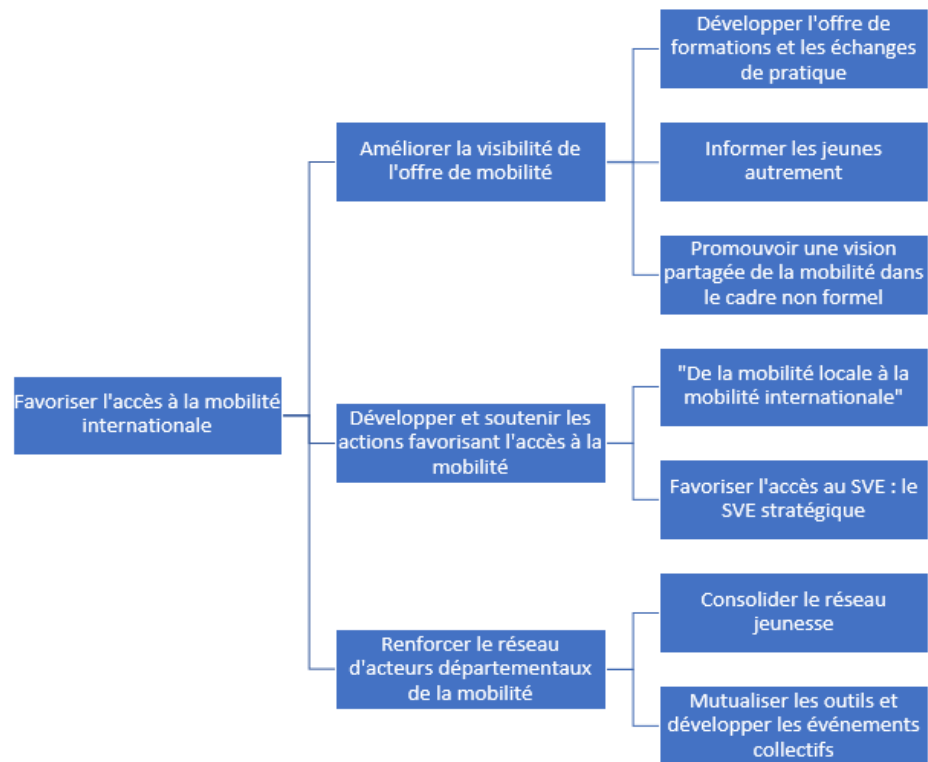 Favoriser l'accès à la mobilité
internationale
Améliorer la visibilité de
l'offre de mobilité
Développer l'offre de
formations et les échanges
de pratique
Informer les jeunes
autrement
Promouvoir une vision
partagée de la mobilité dans
le cadre non formel
Développer et soutenir les
actions favorisant l'accès à la
mobilité
"De la mobilité locale à la
mobilité internationale"
Favoriser l'accès au SVE : le
SVE stratégique
Renforcer le réseau
d'acteurs départementaux
de la mobilité
Consolider le réseau
jeunesse
Mutualiser les outils et
développer les événements
collectifs